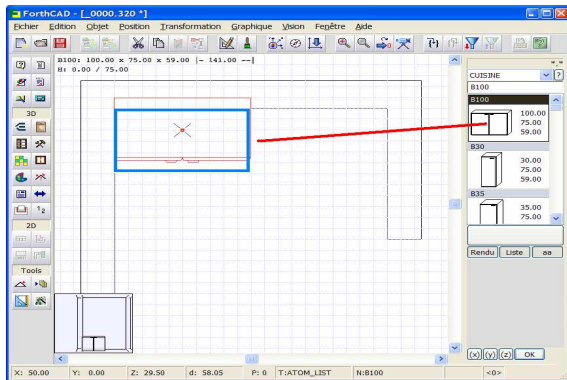 ForthCAD - [_0000.320 *]
Fichier Edition Objet Position Transformation Graphique Vision Fenêtre Aide
B100: 100.00 x 75.00 x 59.00 |- 141.00 --|
H: 0.00 / 75.00
3D
2D
Tools
CUISINE
B100
B100
100.00
75.00
59.00
B30
30.00
75.00
59.00
B35
35.00
75.00
Rendu Liste aa
(x) (y) (z) OK
X: 50.00 Y: 0.00 Z: 29.50 d: 58.05 P: 0 T:ATOM_LIST N:B100 <0>